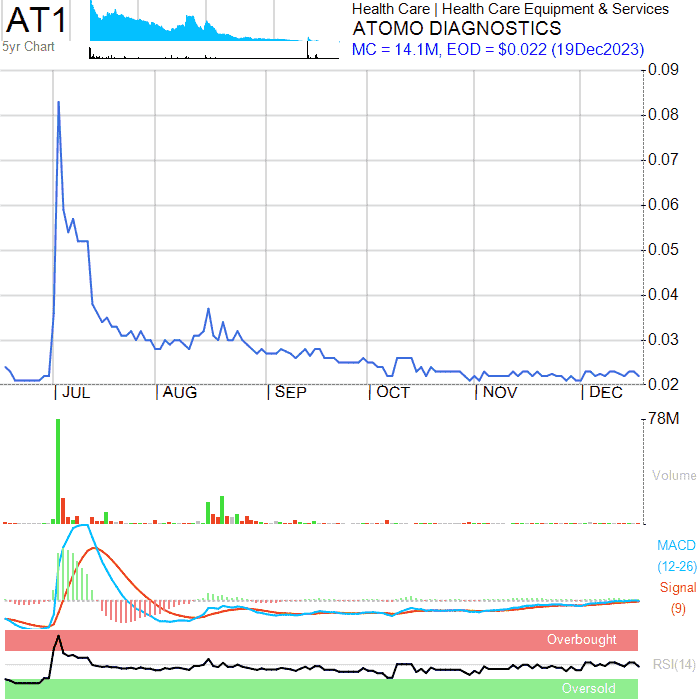 AT1
5yr Chart
Health Care | Health Care Equipment & Services
ATOMO DIAGNOSTICS
MC = 14.1M, EOD = $0.022 (19Dec2023)
0.09
0.08
0.07
0.06
0.05
0.04
0.03
0.02
JUL AUG SEP OCT NOV DEC
78M
Volume
MACD
(12-26)
Signal
(9)
Overbought
RSI(14)
Oversold